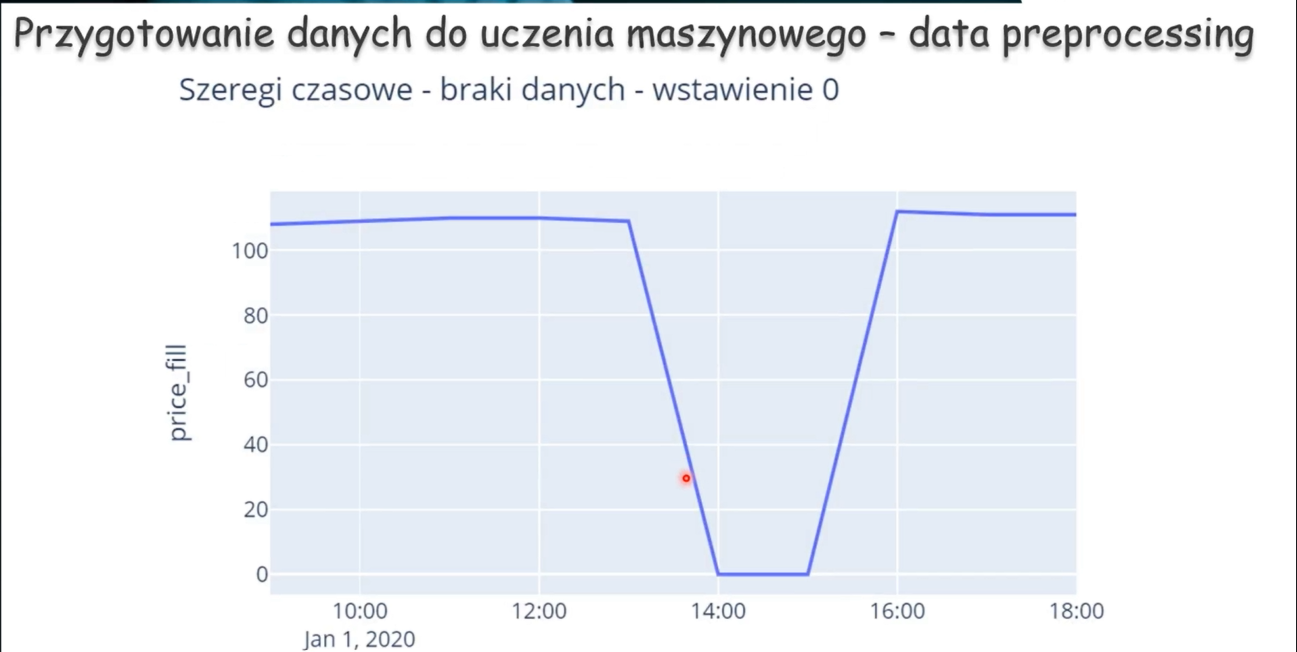 Przygotowanie danych do uczenia maszynowego – data preprocessing
Szeregi czasowe - braki danych - wstawienie 0
price_fill
100
80
60
40
20
0
10:00 12:00 14:00 16:00 18:00
Jan 1, 2020